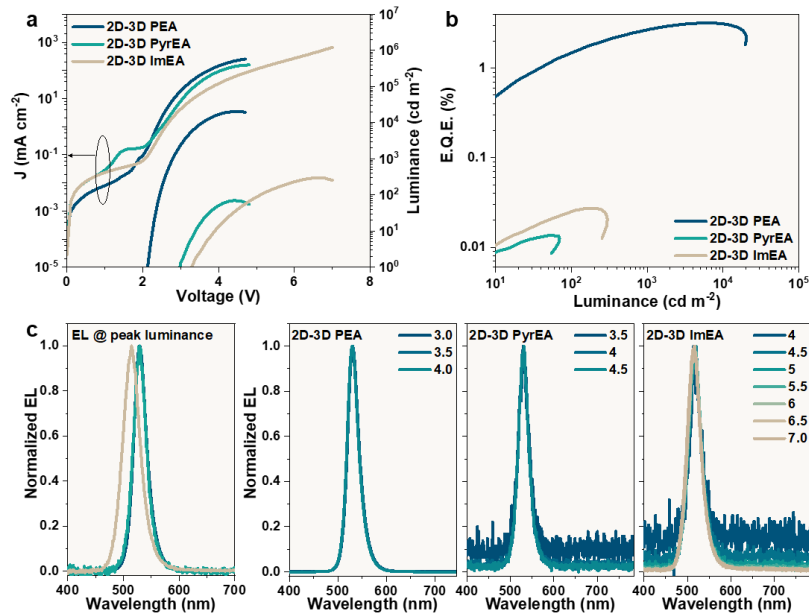 a
2D-3D PEA
2D-3D PyrEA
2D-3D ImEA
10^3
10^1
10^-1
10^-3
10^-5
J (mA cm^-2)
0 2 4 6 8
Voltage (V)
10^7
10^6
10^5
10^4
10^3
10^2
10^1
10^0
Luminance (cd m^-2)
b
1
0.1
0.01
E.Q.E. (%)
2D-3D PEA
2D-3D PyrEA
2D-3D ImEA
10^1 10^2 10^3 10^4 10^5
Luminance (cd m^-2)
c
EL @ peak luminance
1.0
0.8
0.6
0.4
0.2
0.0
Normalized EL
400 500 600 700
Wavelength (nm)
2D-3D PEA
3.0
3.5
4.0
1.0
0.8
0.6
0.4
0.2
0.0
Normalized EL
400 500 600 700
Wavelength (nm)
2D-3D PyrEA
3.5
4
4.5
400 500 600 700
Wavelength (nm)
2D-3D ImEA
4
4.5
5
5.5
6
6.5
7.0
400 500 600 700
Wavelength (nm)